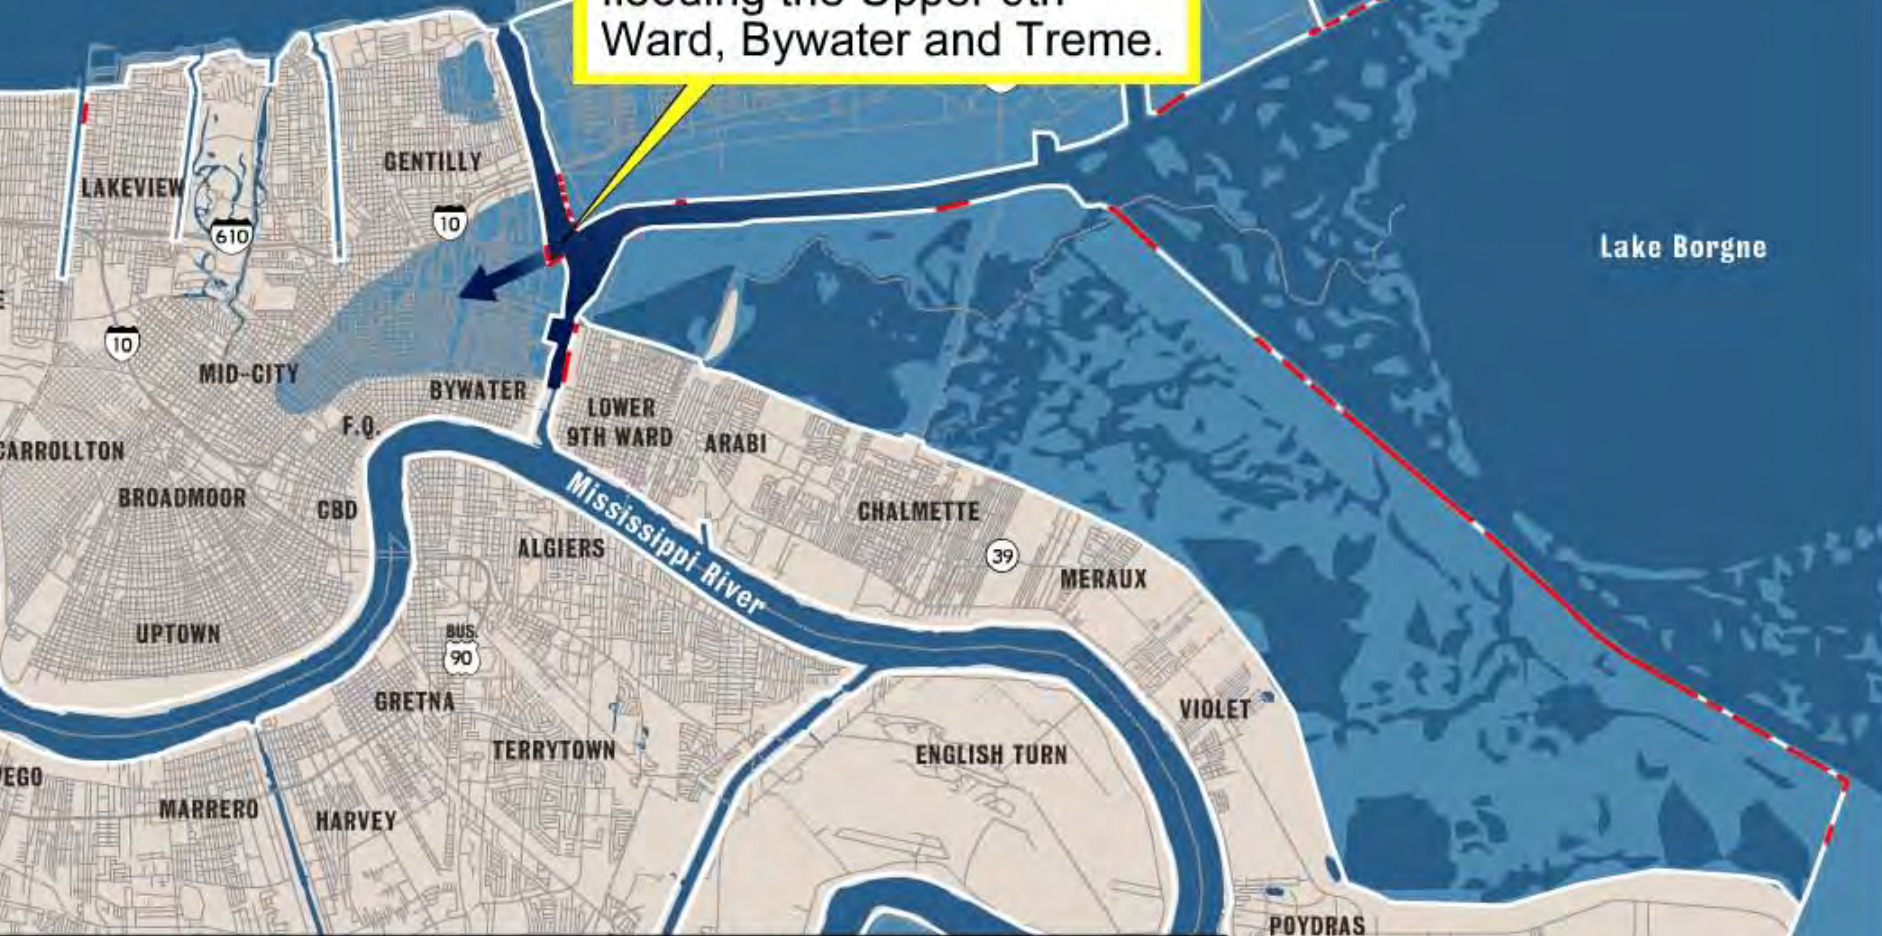 Ward, Bywater and Treme.
GENTILLY
LAKEVIEW
10
610
Lake Borgne
10
MID-CITY
BYWATER
LOWER
9TH WARD
F.Q.
ARABI
CARROLLTON
BROADMOOR
CBD
Mississippi River
CHALMETTE
ALGIERS
39
MERAUX
UPTOWN
BUS.
90
GRETNA
VIOLET
TERRYTOWN
ENGLISH TURN
EGO
MARRERO
HARVEY
POYDRAS